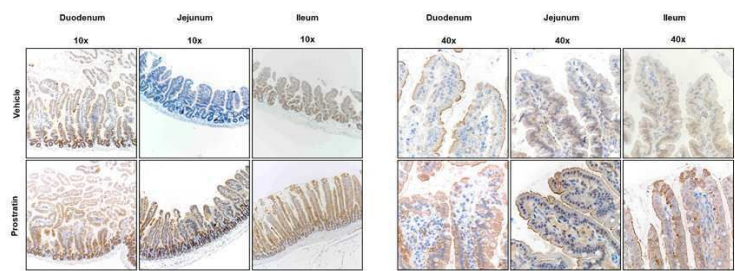 Duodenum Jejunum Ileum Duodenum Jejunum Ileum
10x 10x 10x 40x 40x 40x
Vehicle
Prostratin